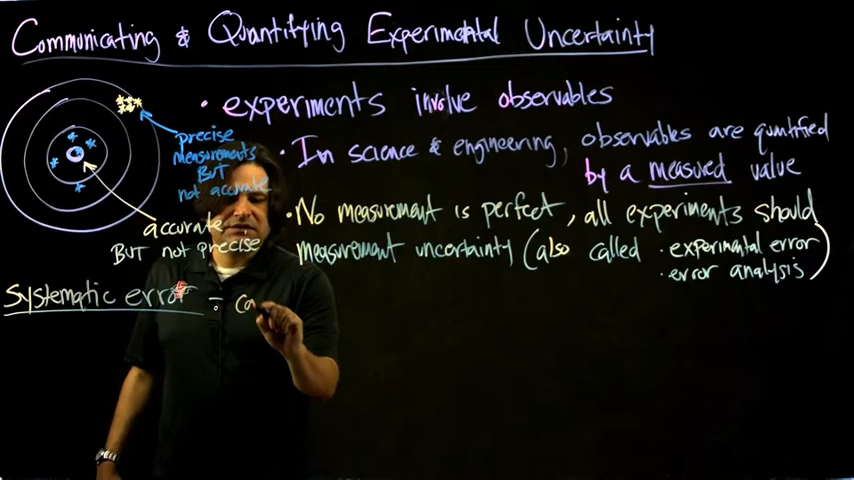 Communicating & Quantifying Experimental Uncertainty
• experiments involve observables
precise
measurements
BUT
not accurate
• In science & engineering, observables are quantified
by a measured value
accurate
BUT not precise
• No measurement is perfect, all experiments should
measurement uncertainty (also called • experimental error
• error analysis)
Systematic error : Ca